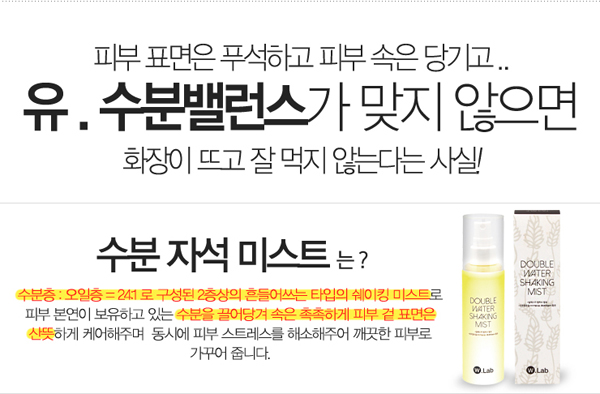 피부 표면은 푸석하고 피부 속은 당기고 ..
유 . 수분밸런스가 맞지 않으면
화장이 뜨고 잘 먹지 않는다는 사실!
수분 자석 미스트 는 ?
수분층 : 오일층 = 24:1 로 구성된 2층상의 흔들어쓰는 타입의 쉐이킹 미스트로
피부 본연이 보유하고 있는 수분을 끌어당겨 속은 촉촉하게 피부 겉 표면은
산뜻하게 케어해주며 동시에 피부 스트레스를 해소해주어 깨끗한 피부로
가꾸어 줍니다.
DOUBLE
WATER
SHAKING
MIST
W.Lab
DOUBLE
WATER
SHAKING
MIST
W.Lab